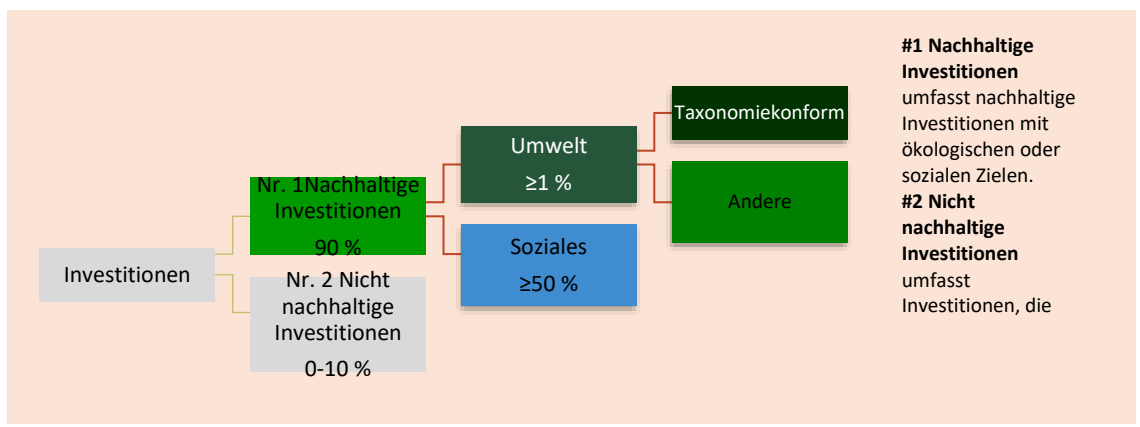 Investitionen
Nr. 1Nachhaltige
Investitionen
90 %
Nr. 2 Nicht
nachhaltige
Investitionen
0-10 %
Umwelt
≥1 %
Soziales
≥50 %
Taxonomiekonform
Andere
#1 Nachhaltige
Investitionen
umfasst nachhaltige
Investitionen mit
ökologischen oder
sozialen Zielen.
#2 Nicht
nachhaltige
Investitionen
umfasst
Investitionen, die